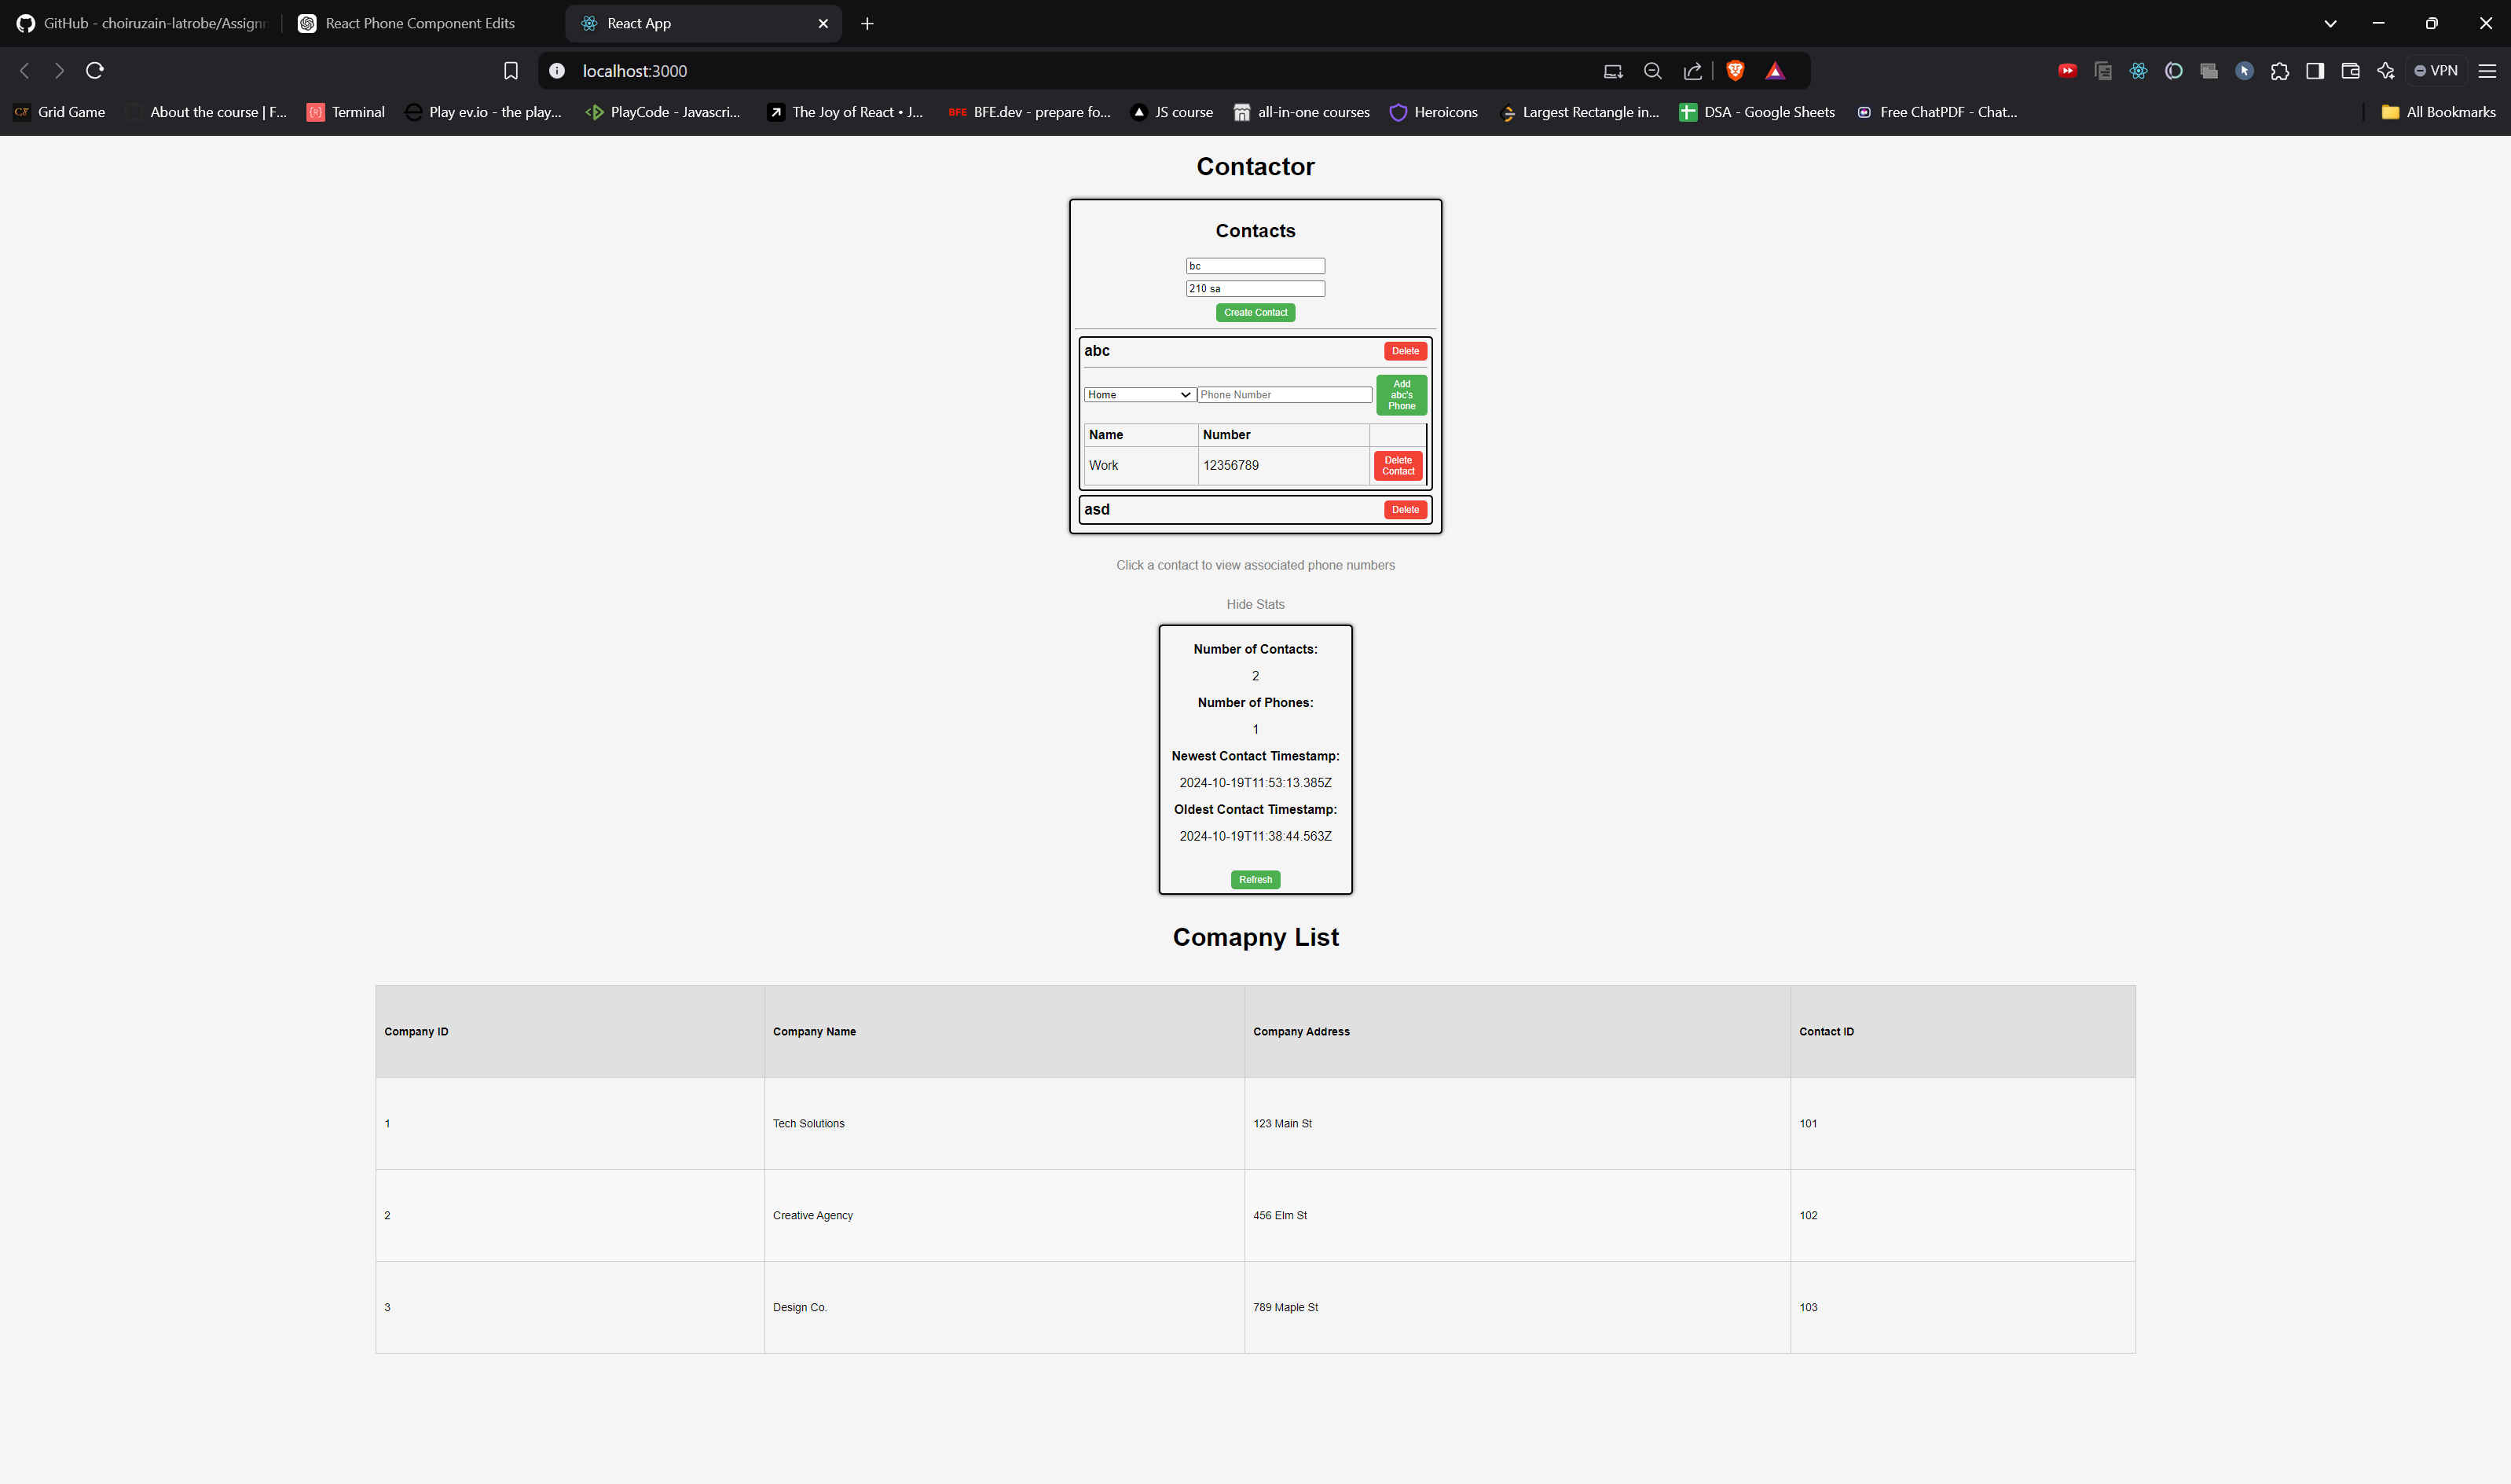 GitHub - choiruzain-latrobe/Assignm
React Phone Component Edits
React App
localhost:3000
VPN
Grid Game
About the course | F...
Terminal
Play ev.io - the play...
PlayCode - Javascri...
The Joy of React • J...
BFE BFE.dev - prepare fo...
JS course
all-in-one courses
Heroicons
Largest Rectangle in...
DSA - Google Sheets
Free ChatPDF - Chat...
All Bookmarks
Contactor
Contacts
bc
210 sa
Create Contact
abc Delete
Home Phone Number Add abc's Phone
Name Number
Work 12356789 Delete Contact
asd Delete
Click a contact to view associated phone numbers
Hide Stats
Number of Contacts:
2
Number of Phones:
1
Newest Contact Timestamp:
2024-10-19T11:53:13.385Z
Oldest Contact Timestamp:
2024-10-19T11:38:44.563Z
Refresh
Comapny List
Company ID Company Name Company Address Contact ID
1 Tech Solutions 123 Main St 101
2 Creative Agency 456 Elm St 102
3 Design Co. 789 Maple St 103